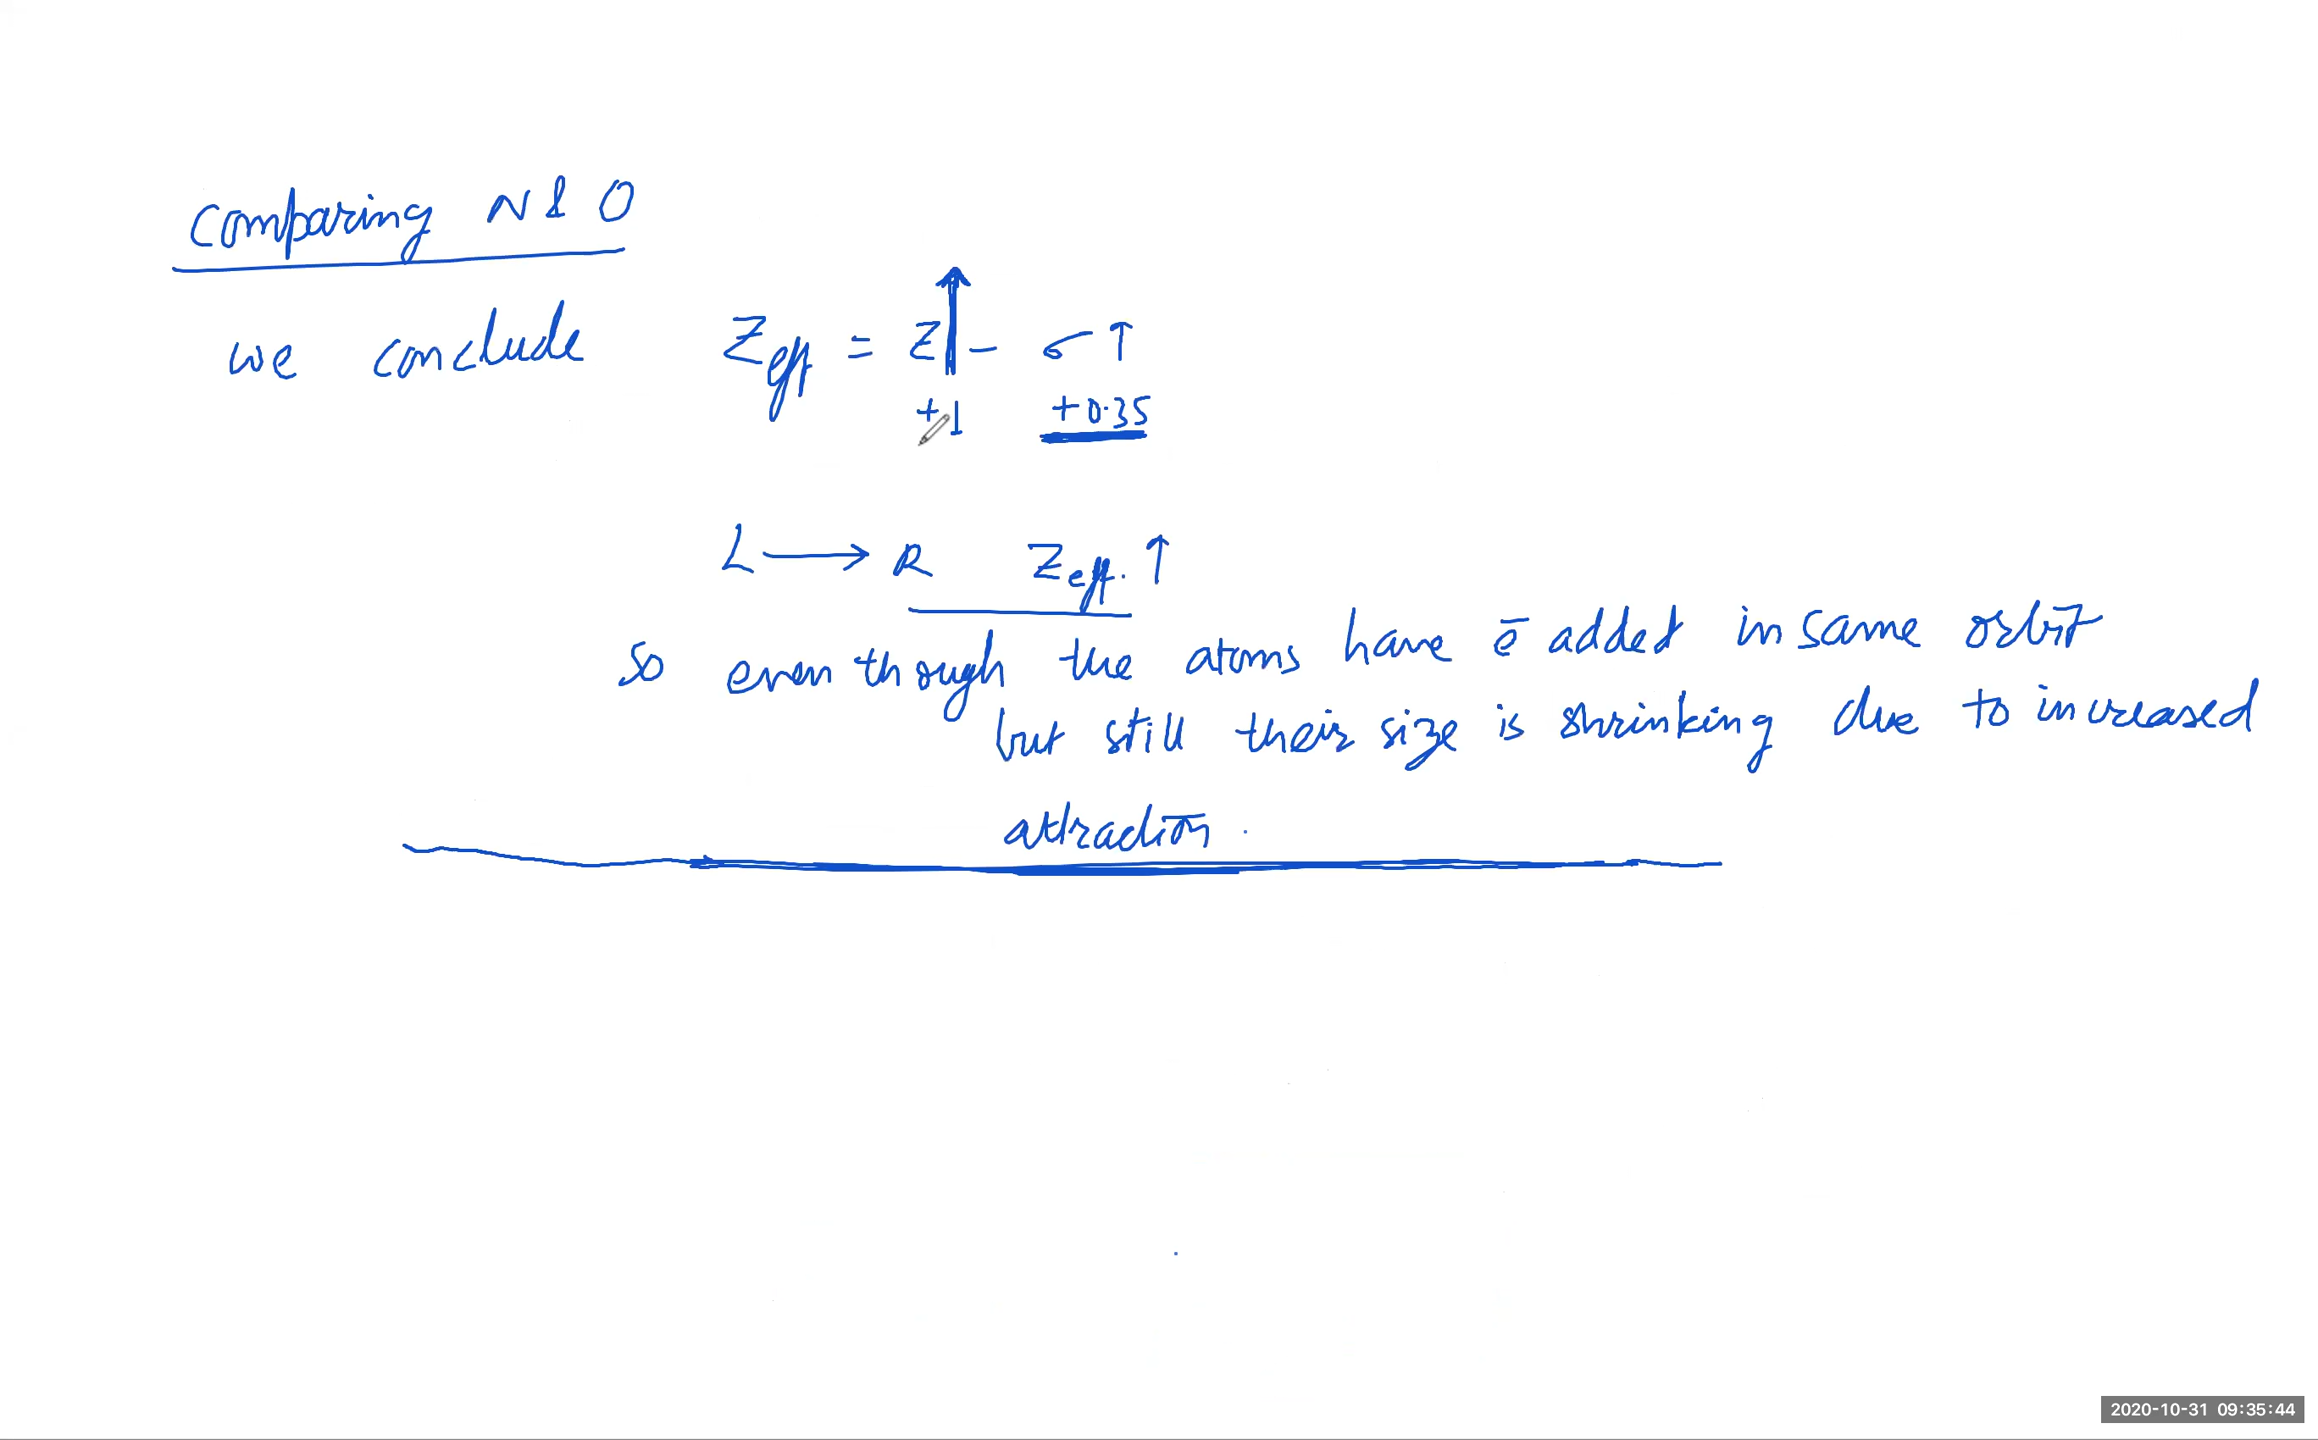 Comparing N & O
we conclude Zeff = Z↑ - σ↑
+1 +0.35
L → R Zeff. ↑
so even though the atoms have ē added in same orbit
but still their size is shrinking due to increased
attraction.
2020-10-31 09:35:44